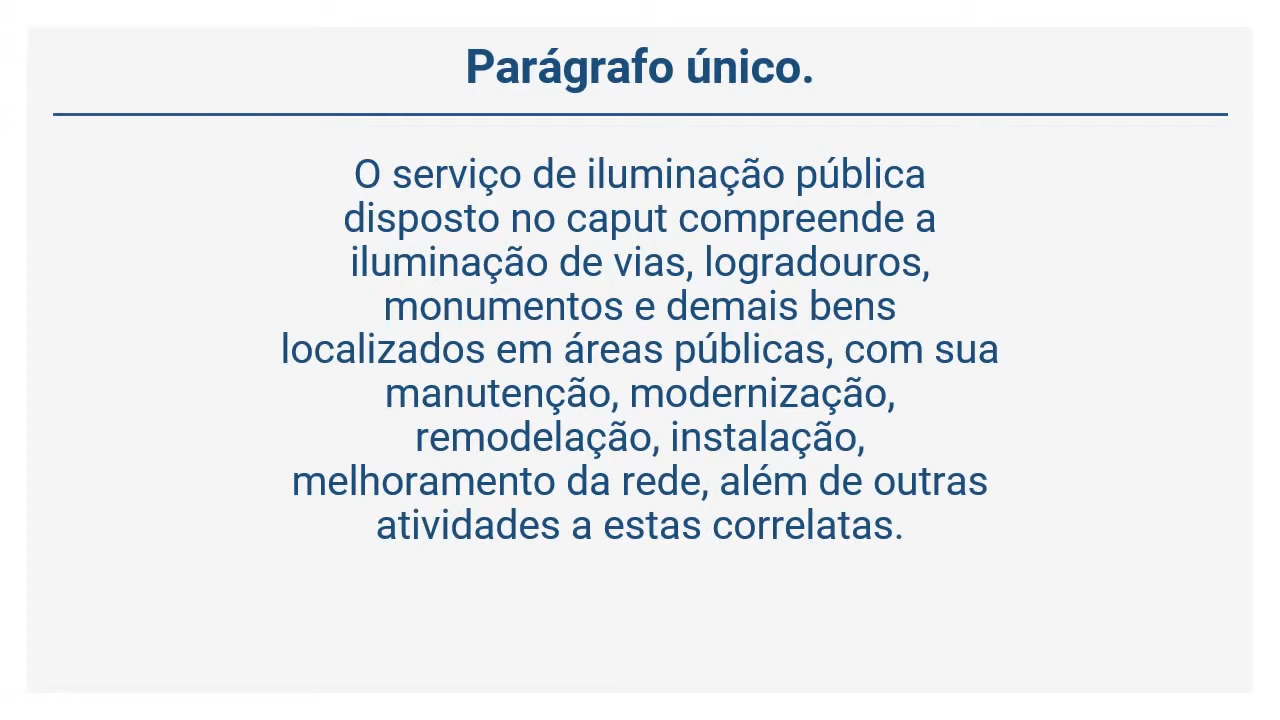 Parágrafo único.
O serviço de iluminação pública
disposto no caput compreende a
iluminação de vias, logradouros,
monumentos e demais bens
localizados em áreas públicas, com sua
manutenção, modernização,
remodelação, instalação,
melhoramento da rede, além de outras
atividades a estas correlatas.